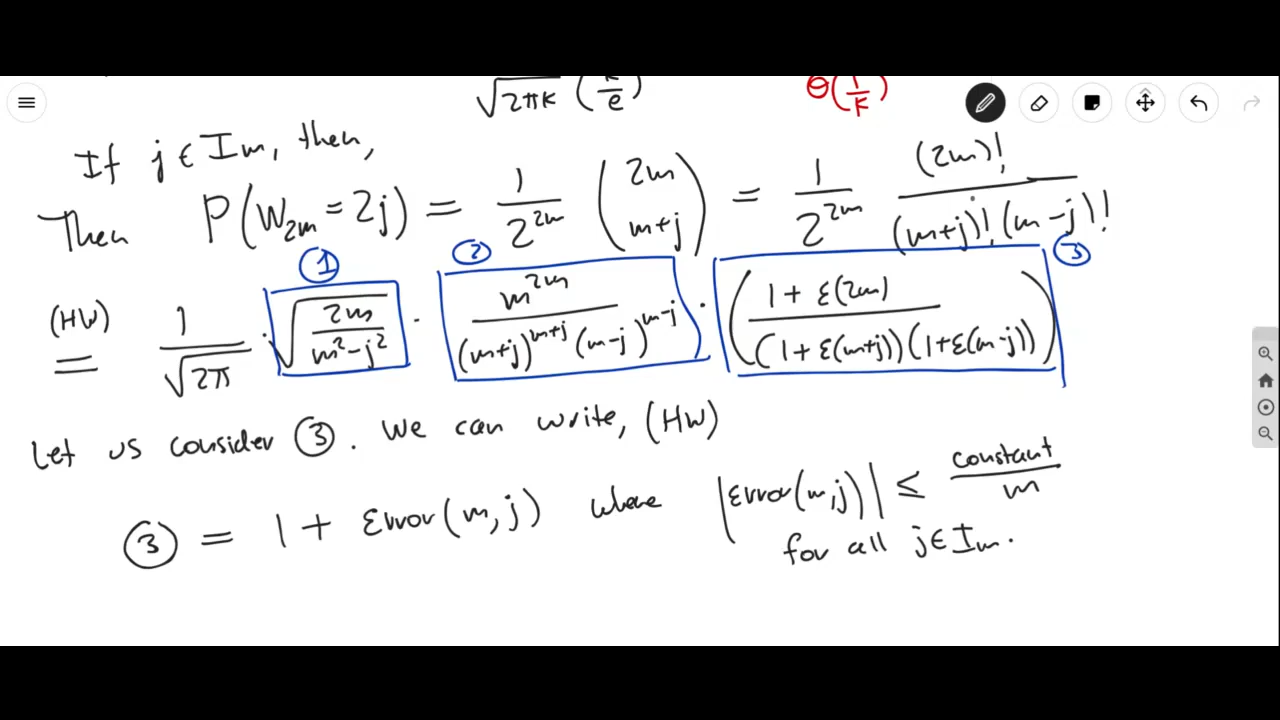 √2πK (K/e) Θ(1/K)
If j ∈ Im, then,
Then P(W_2m = 2j) = 1/2^2m (2m m+j) = 1/2^2m (2m)!/(m+j)!(m-j)!
① ② ③
(HW) = 1/√2π · √2m/m²-j² · m^2m/(m+j)^m+j (m-j)^m-j · (1+ε(2m)/(1+ε(m+j))(1+ε(m-j)))
Let us consider ③. We can write, (HW)
③ = 1 + Error(m,j) where |Error(m,j)| ≤ constant/m
for all j ∈ Im.